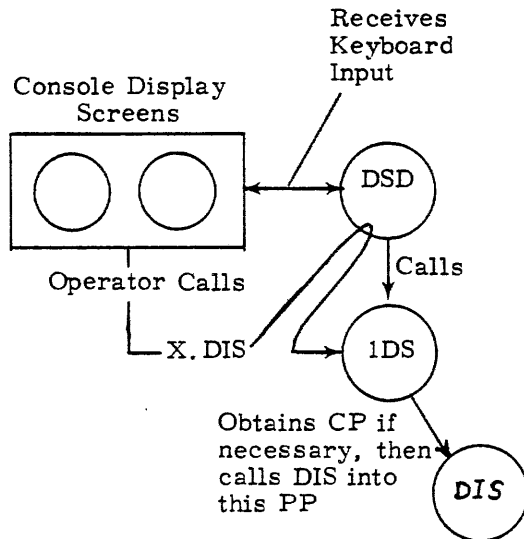 Receives
Keyboard
Input
Console Display
Screens
DSD
Operator Calls
Calls
X. DIS
1DS
Obtains CP if
necessary, then
calls DIS into
this PP
DIS